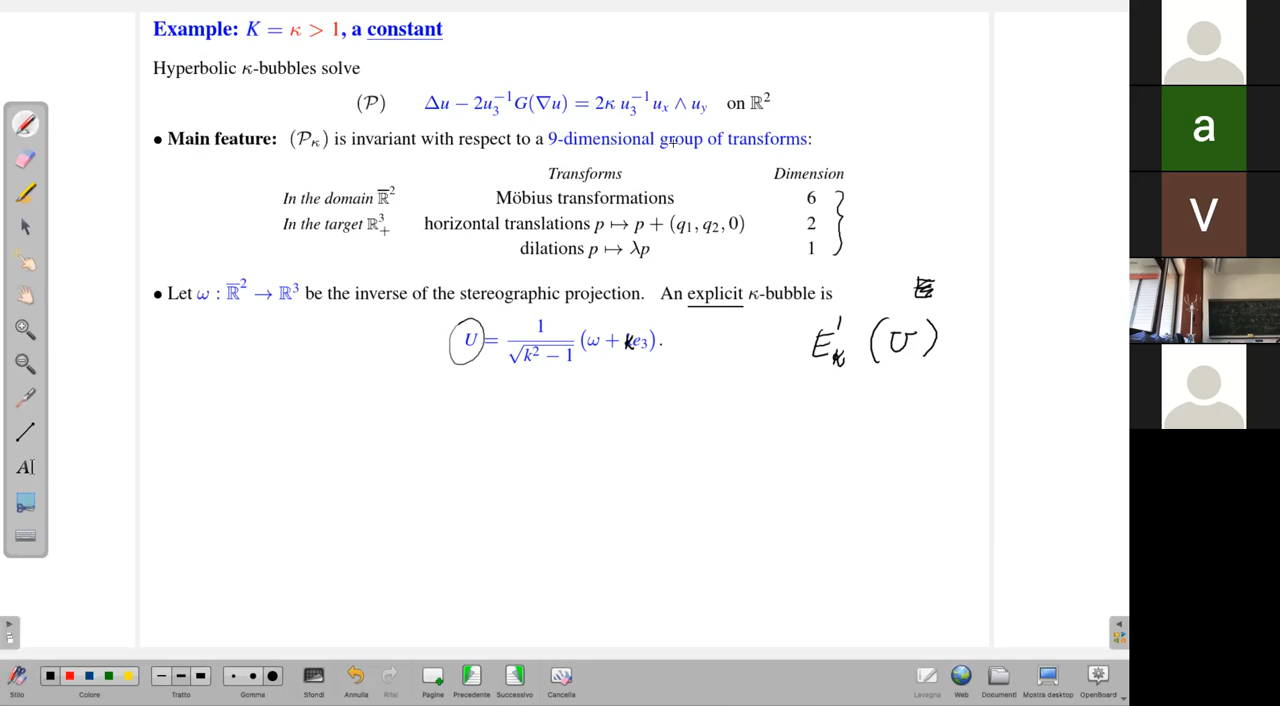 Example: K = κ > 1, a constant
Hyperbolic κ-bubbles solve
(𝒫) Δu − 2u₃⁻¹G(∇u) = 2κ u₃⁻¹uₓ ∧ u_y on ℝ²
• Main feature: (𝒫_κ) is invariant with respect to a 9-dimensional group of transforms:
Transforms Dimension
In the domain ℝ̅² Möbius transformations 6
In the target ℝ³₊ horizontal translations p ↦ p + (q₁, q₂, 0) 2
dilations p ↦ λp 1
• Let ω : ℝ̅² → ℝ³ be the inverse of the stereographic projection. An explicit κ-bubble is
U = 1/√(k² − 1) (ω + ke₃). E'_κ (U)
a
V
AI
Stilo
Colore
Tratto
Gomma
Sfondi
Annulla
Rifai
Pagine
Precedente
Successivo
Cancella
Lavagna
Web
Documenti
Mostra desktop
OpenBoard